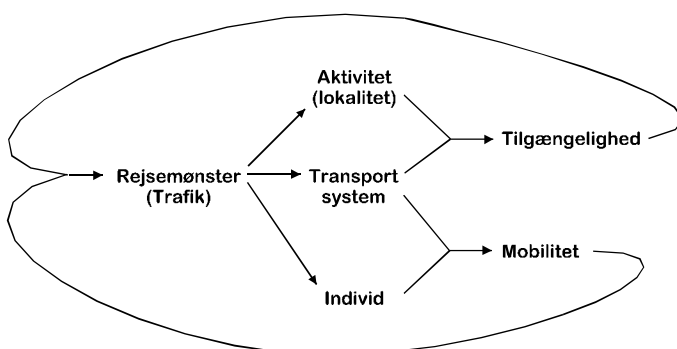 Aktivitet
(lokalitet)
Tilgængelighed
Rejsemønster
(Trafik)
Transport
system
Mobilitet
Individ